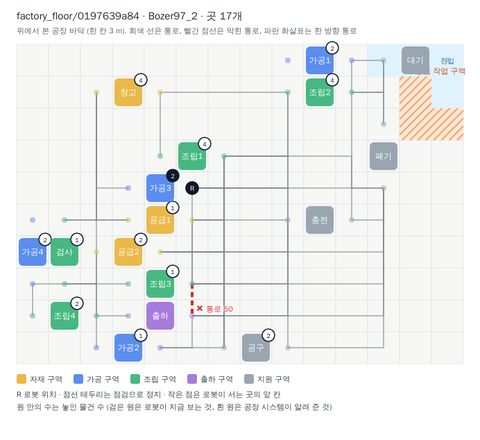 factory_floor/0197639a84 · Bozer97_2 · 곳 17개
위에서 본 공장 바닥 (한 칸 3 m). 회색 선은 통로, 빨간 점선은 막힌 통로, 파란 화살표는 한 방향 통로
가공1 2
대기
전립
작업 구역
창고 4
조립2 4
조립1 4
폐기
가공3 2
R
공급1 1
충전
가공4 2
검사 1
공급2 2
조립3 1
조립4 2
출하
✖ 통로 50
가공2 1
공구 2
자재 구역
가공 구역
조립 구역
출하 구역
지원 구역
R 로봇 위치 · 점선 테두리는 점검으로 정지 · 작은 점은 로봇이 서는 곳의 앞 칸
원 안의 수는 놓인 물건 수 (검은 원은 로봇이 지금 보는 것, 흰 원은 공장 시스템이 알려 준 것)